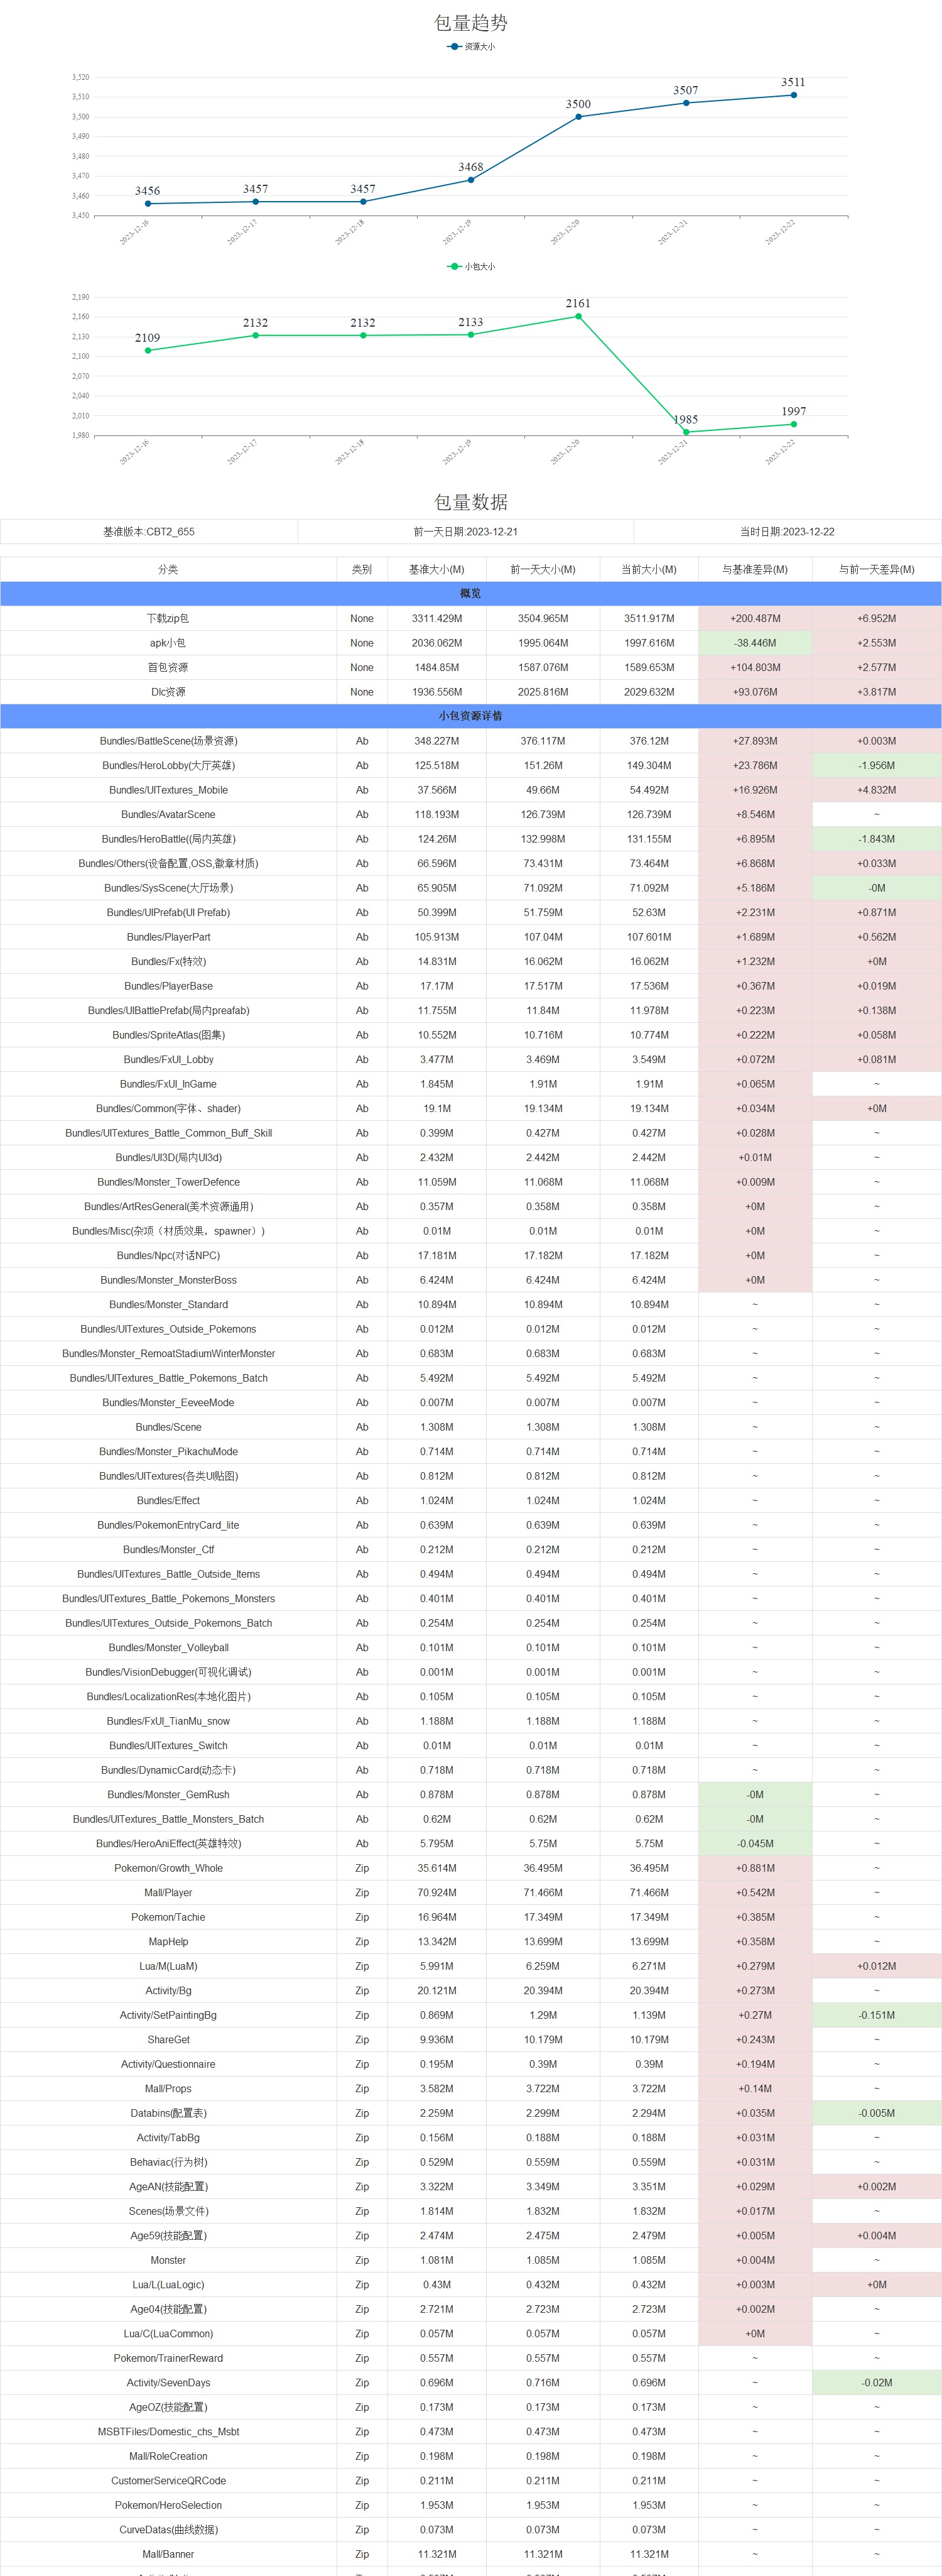 包量趋势
资源大小
3,520
3,510
3,500
3,490
3,480
3,470
3,460
3,450
3456
3457
3457
3468
3500
3507
3511
2023-12-16
2023-12-17
2023-12-18
2023-12-19
2023-12-20
2023-12-21
2023-12-22
小包大小
2,190
2,160
2,130
2,100
2,070
2,040
2,010
1,980
2109
2132
2132
2133
2161
1985
1997
2023-12-16
2023-12-17
2023-12-18
2023-12-19
2023-12-20
2023-12-21
2023-12-22
包量数据
基准版本:CBT2_655 前一天日期:2023-12-21 当时日期:2023-12-22
分类 类别 基准大小(M) 前一天大小(M) 当前大小(M) 与基准差异(M) 与前一天差异(M)
概览
下载zip包 None 3311.429M 3504.965M 3511.917M +200.487M +6.952M
apk小包 None 2036.062M 1995.064M 1997.616M -38.446M +2.553M
首包资源 None 1484.85M 1587.076M 1589.653M +104.803M +2.577M
Dlc资源 None 1936.556M 2025.816M 2029.632M +93.076M +3.817M
小包资源详情
Bundles/BattleScene(场景资源) Ab 348.227M 376.117M 376.12M +27.893M +0.003M
Bundles/HeroLobby(大厅英雄) Ab 125.518M 151.26M 149.304M +23.786M -1.956M
Bundles/UITextures_Mobile Ab 37.566M 49.66M 54.492M +16.926M +4.832M
Bundles/AvatarScene Ab 118.193M 126.739M 126.739M +8.546M ~
Bundles/HeroBattle((局内英雄) Ab 124.26M 132.998M 131.155M +6.895M -1.843M
Bundles/Others(设备配置,OSS,徽章材质) Ab 66.596M 73.431M 73.464M +6.868M +0.033M
Bundles/SysScene(大厅场景) Ab 65.905M 71.092M 71.092M +5.186M -0M
Bundles/UIPrefab(UI Prefab) Ab 50.399M 51.759M 52.63M +2.231M +0.871M
Bundles/PlayerPart Ab 105.913M 107.04M 107.601M +1.689M +0.562M
Bundles/Fx(特效) Ab 14.831M 16.062M 16.062M +1.232M +0M
Bundles/PlayerBase Ab 17.17M 17.517M 17.536M +0.367M +0.019M
Bundles/UIBattlePrefab(局内preafab) Ab 11.755M 11.84M 11.978M +0.223M +0.138M
Bundles/SpriteAtlas(图集) Ab 10.552M 10.716M 10.774M +0.222M +0.058M
Bundles/FxUI_Lobby Ab 3.477M 3.469M 3.549M +0.072M +0.081M
Bundles/FxUI_InGame Ab 1.845M 1.91M 1.91M +0.065M ~
Bundles/Common(字体、shader) Ab 19.1M 19.134M 19.134M +0.034M +0M
Bundles/UITextures_Battle_Common_Buff_Skill Ab 0.399M 0.427M 0.427M +0.028M ~
Bundles/UI3D(局内UI3d) Ab 2.432M 2.442M 2.442M +0.01M ~
Bundles/Monster_TowerDefence Ab 11.059M 11.068M 11.068M +0.009M ~
Bundles/ArtResGeneral(美术资源通用) Ab 0.357M 0.358M 0.358M +0M ~
Bundles/Misc(杂项（材质效果，spawner）) Ab 0.01M 0.01M 0.01M +0M ~
Bundles/Npc(对话NPC) Ab 17.181M 17.182M 17.182M +0M ~
Bundles/Monster_MonsterBoss Ab 6.424M 6.424M 6.424M +0M ~
Bundles/Monster_Standard Ab 10.894M 10.894M 10.894M ~ ~
Bundles/UITextures_Outside_Pokemons Ab 0.012M 0.012M 0.012M ~ ~
Bundles/Monster_RemoatStadiumWinterMonster Ab 0.683M 0.683M 0.683M ~ ~
Bundles/UITextures_Battle_Pokemons_Batch Ab 5.492M 5.492M 5.492M ~ ~
Bundles/Monster_EeveeMode Ab 0.007M 0.007M 0.007M ~ ~
Bundles/Scene Ab 1.308M 1.308M 1.308M ~ ~
Bundles/Monster_PikachuMode Ab 0.714M 0.714M 0.714M ~ ~
Bundles/UITextures(各类UI贴图) Ab 0.812M 0.812M 0.812M ~ ~
Bundles/Effect Ab 1.024M 1.024M 1.024M ~ ~
Bundles/PokemonEntryCard_lite Ab 0.639M 0.639M 0.639M ~ ~
Bundles/Monster_Ctf Ab 0.212M 0.212M 0.212M ~ ~
Bundles/UITextures_Battle_Outside_Items Ab 0.494M 0.494M 0.494M ~ ~
Bundles/UITextures_Battle_Pokemons_Monsters Ab 0.401M 0.401M 0.401M ~ ~
Bundles/UITextures_Outside_Pokemons_Batch Ab 0.254M 0.254M 0.254M ~ ~
Bundles/Monster_Volleyball Ab 0.101M 0.101M 0.101M ~ ~
Bundles/VisionDebugger(可视化调试) Ab 0.001M 0.001M 0.001M ~ ~
Bundles/LocalizationRes(本地化图片) Ab 0.105M 0.105M 0.105M ~ ~
Bundles/FxUI_TianMu_snow Ab 1.188M 1.188M 1.188M ~ ~
Bundles/UITextures_Switch Ab 0.01M 0.01M 0.01M ~ ~
Bundles/DynamicCard(动态卡) Ab 0.718M 0.718M 0.718M ~ ~
Bundles/Monster_GemRush Ab 0.878M 0.878M 0.878M -0M ~
Bundles/UITextures_Battle_Monsters_Batch Ab 0.62M 0.62M 0.62M -0M ~
Bundles/HeroAniEffect(英雄特效) Ab 5.795M 5.75M 5.75M -0.045M ~
Pokemon/Growth_Whole Zip 35.614M 36.495M 36.495M +0.881M ~
Mall/Player Zip 70.924M 71.466M 71.466M +0.542M ~
Pokemon/Tachie Zip 16.964M 17.349M 17.349M +0.385M ~
MapHelp Zip 13.342M 13.699M 13.699M +0.358M ~
Lua/M(LuaM) Zip 5.991M 6.259M 6.271M +0.279M +0.012M
Activity/Bg Zip 20.121M 20.394M 20.394M +0.273M ~
Activity/SetPaintingBg Zip 0.869M 1.29M 1.139M +0.27M -0.151M
ShareGet Zip 9.936M 10.179M 10.179M +0.243M ~
Activity/Questionnaire Zip 0.195M 0.39M 0.39M +0.194M ~
Mall/Props Zip 3.582M 3.722M 3.722M +0.14M ~
Databins(配置表) Zip 2.259M 2.299M 2.294M +0.035M -0.005M
Activity/TabBg Zip 0.156M 0.188M 0.188M +0.031M ~
Behaviac(行为树) Zip 0.529M 0.559M 0.559M +0.031M ~
AgeAN(技能配置) Zip 3.322M 3.349M 3.351M +0.029M +0.002M
Scenes(场景文件) Zip 1.814M 1.832M 1.832M +0.017M ~
Age59(技能配置) Zip 2.474M 2.475M 2.479M +0.005M +0.004M
Monster Zip 1.081M 1.085M 1.085M +0.004M ~
Lua/L(LuaLogic) Zip 0.43M 0.432M 0.432M +0.003M +0M
Age04(技能配置) Zip 2.721M 2.723M 2.723M +0.002M ~
Lua/C(LuaCommon) Zip 0.057M 0.057M 0.057M +0M ~
Pokemon/TrainerReward Zip 0.557M 0.557M 0.557M ~ ~
Activity/SevenDays Zip 0.696M 0.716M 0.696M ~ -0.02M
AgeOZ(技能配置) Zip 0.173M 0.173M 0.173M ~ ~
MSBTFiles/Domestic_chs_Msbt Zip 0.473M 0.473M 0.473M ~ ~
Mall/RoleCreation Zip 0.198M 0.198M 0.198M ~ ~
CustomerServiceQRCode Zip 0.211M 0.211M 0.211M ~ ~
Pokemon/HeroSelection Zip 1.953M 1.953M 1.953M ~ ~
CurveDatas(曲线数据) Zip 0.073M 0.073M 0.073M ~ ~
Mall/Banner Zip 11.321M 11.321M 11.321M ~ ~